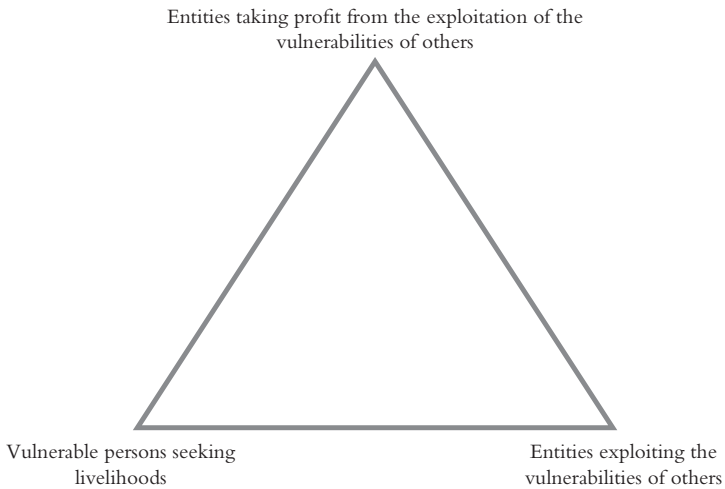 Entities taking profit from the exploitation of the
vulnerabilities of others
Vulnerable persons seeking
livelihoods
Entities exploiting the
vulnerabilities of others